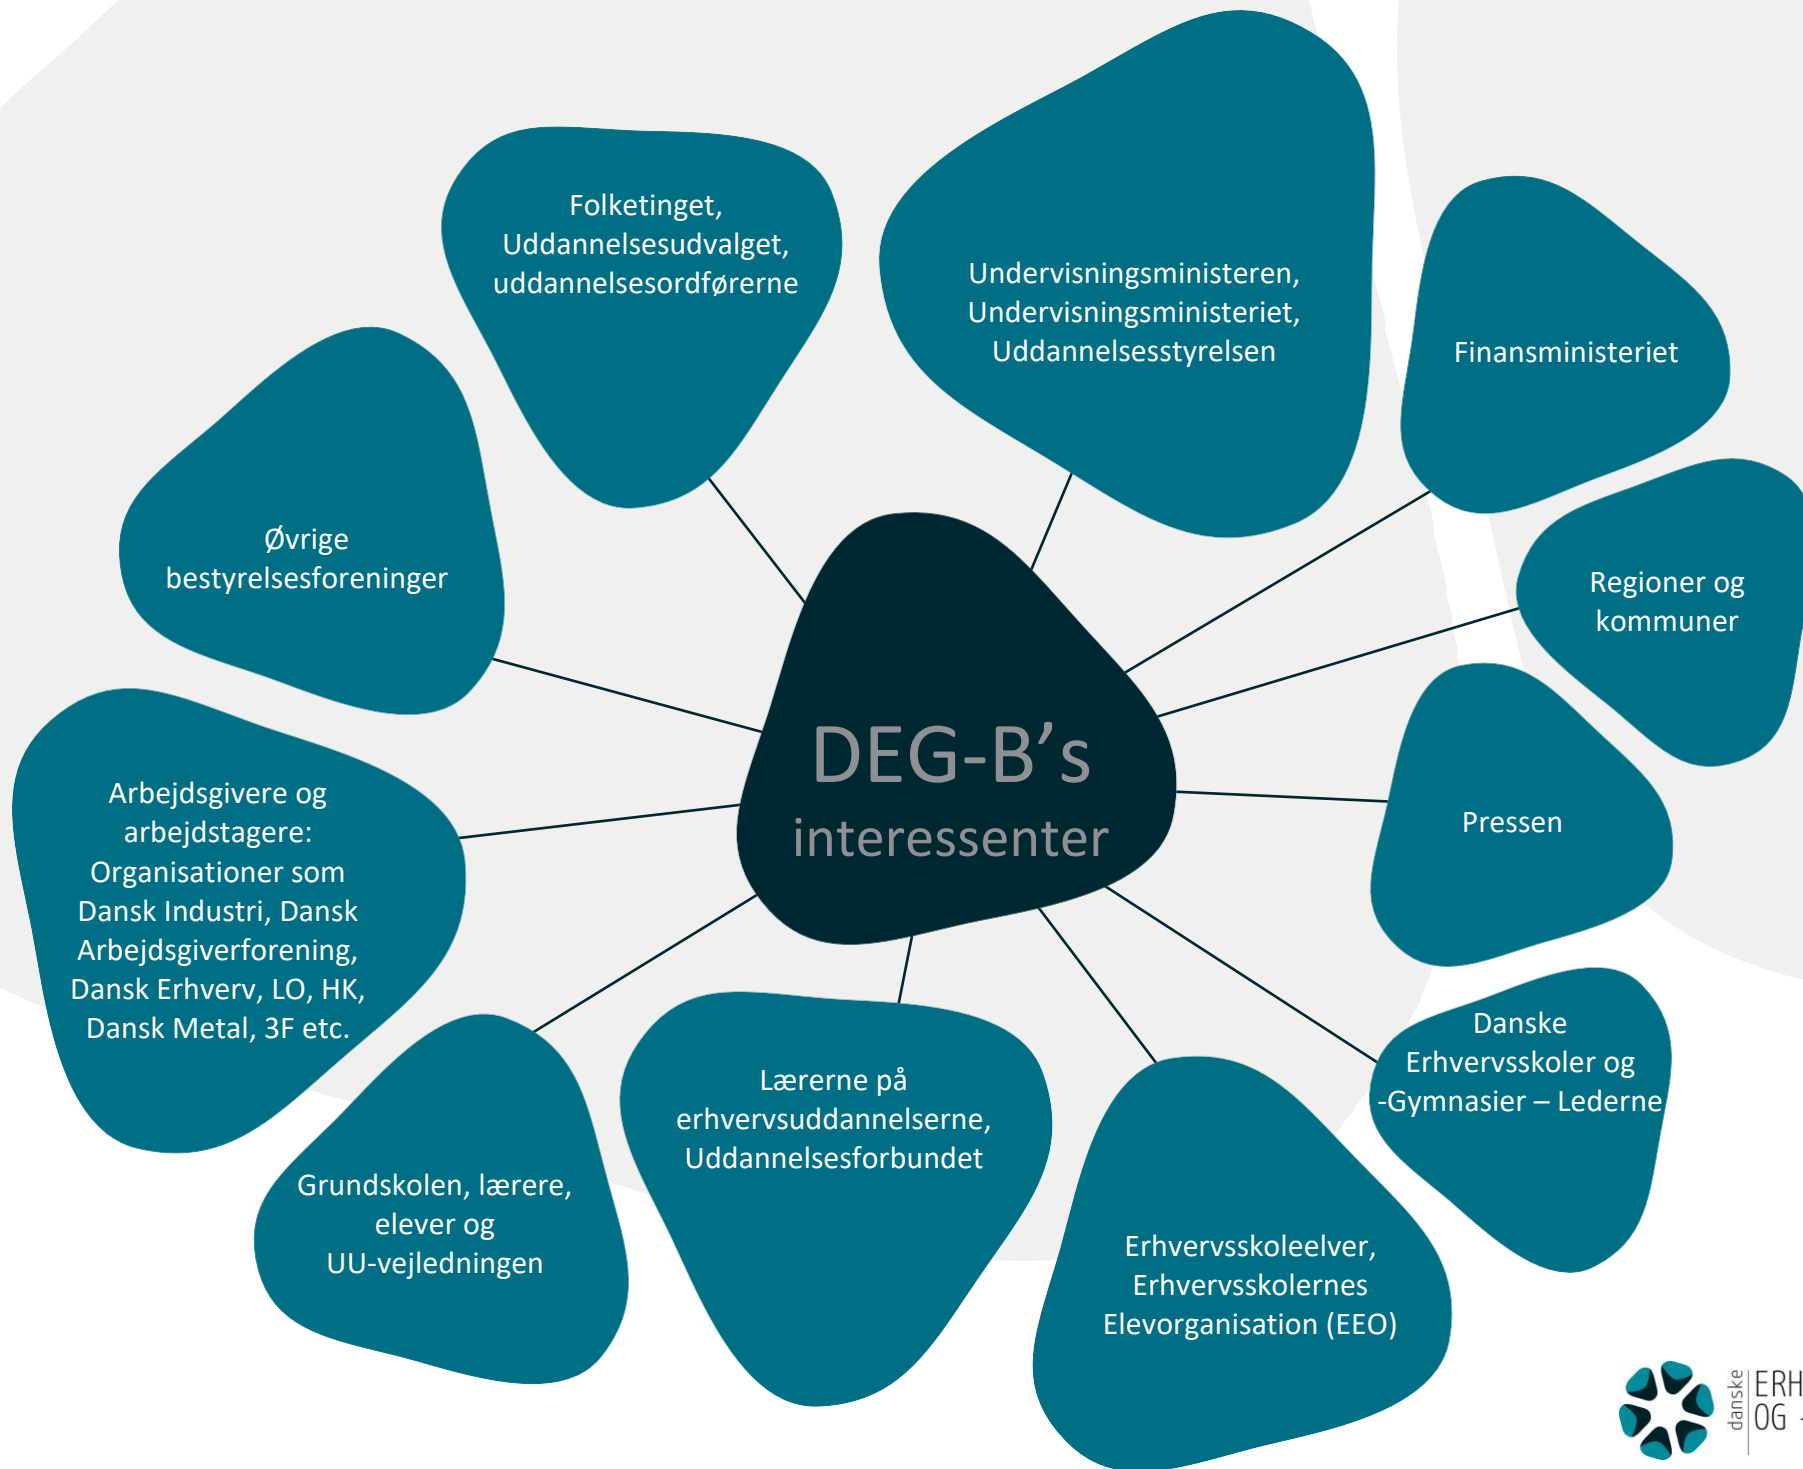 Folketinget,
Uddannelsesudvalget,
uddannelsesordførerne
Undervisningsministeren,
Undervisningsministeriet,
Uddannelsesstyrelsen
Finansministeriet
Øvrige
bestyrelsesforeninger
Regioner og
kommuner
DEG-B’s
interessenter
Pressen
Arbejdsgivere og
arbejdstagere:
Organisationer som
Dansk Industri, Dansk
Arbejdsgiverforening,
Dansk Erhverv, LO, HK,
Dansk Metal, 3F etc.
Danske
Erhvervsskoler og
-Gymnasier – Lederne
Lærerne på
erhvervsuddannelserne,
Uddannelsesforbundet
Grundskolen, lærere,
elever og
UU-vejledningen
Erhvervsskoleelver,
Erhvervsskolernes
Elevorganisation (EEO)
danske
ERH
OG -